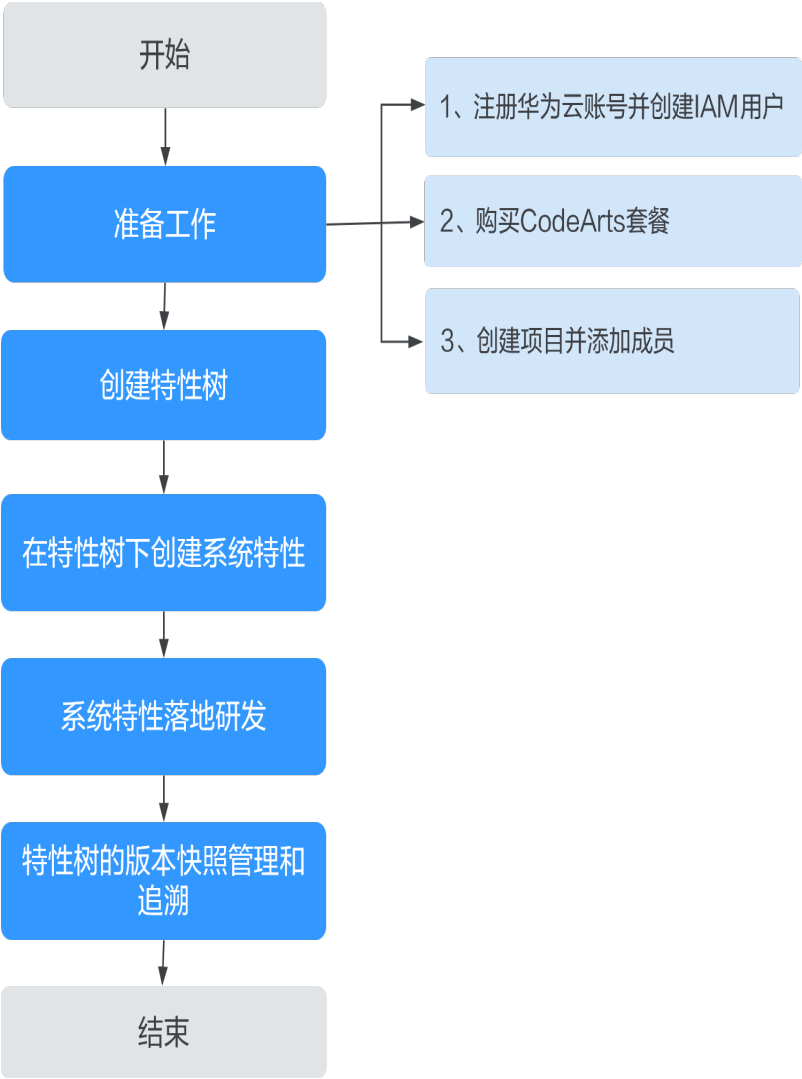 开始
准备工作
1、注册华为云账号并创建IAM用户
2、购买CodeArts套餐
3、创建项目并添加成员
创建特性树
在特性树下创建系统特性
系统特性落地研发
特性树的版本快照管理和
追溯
结束